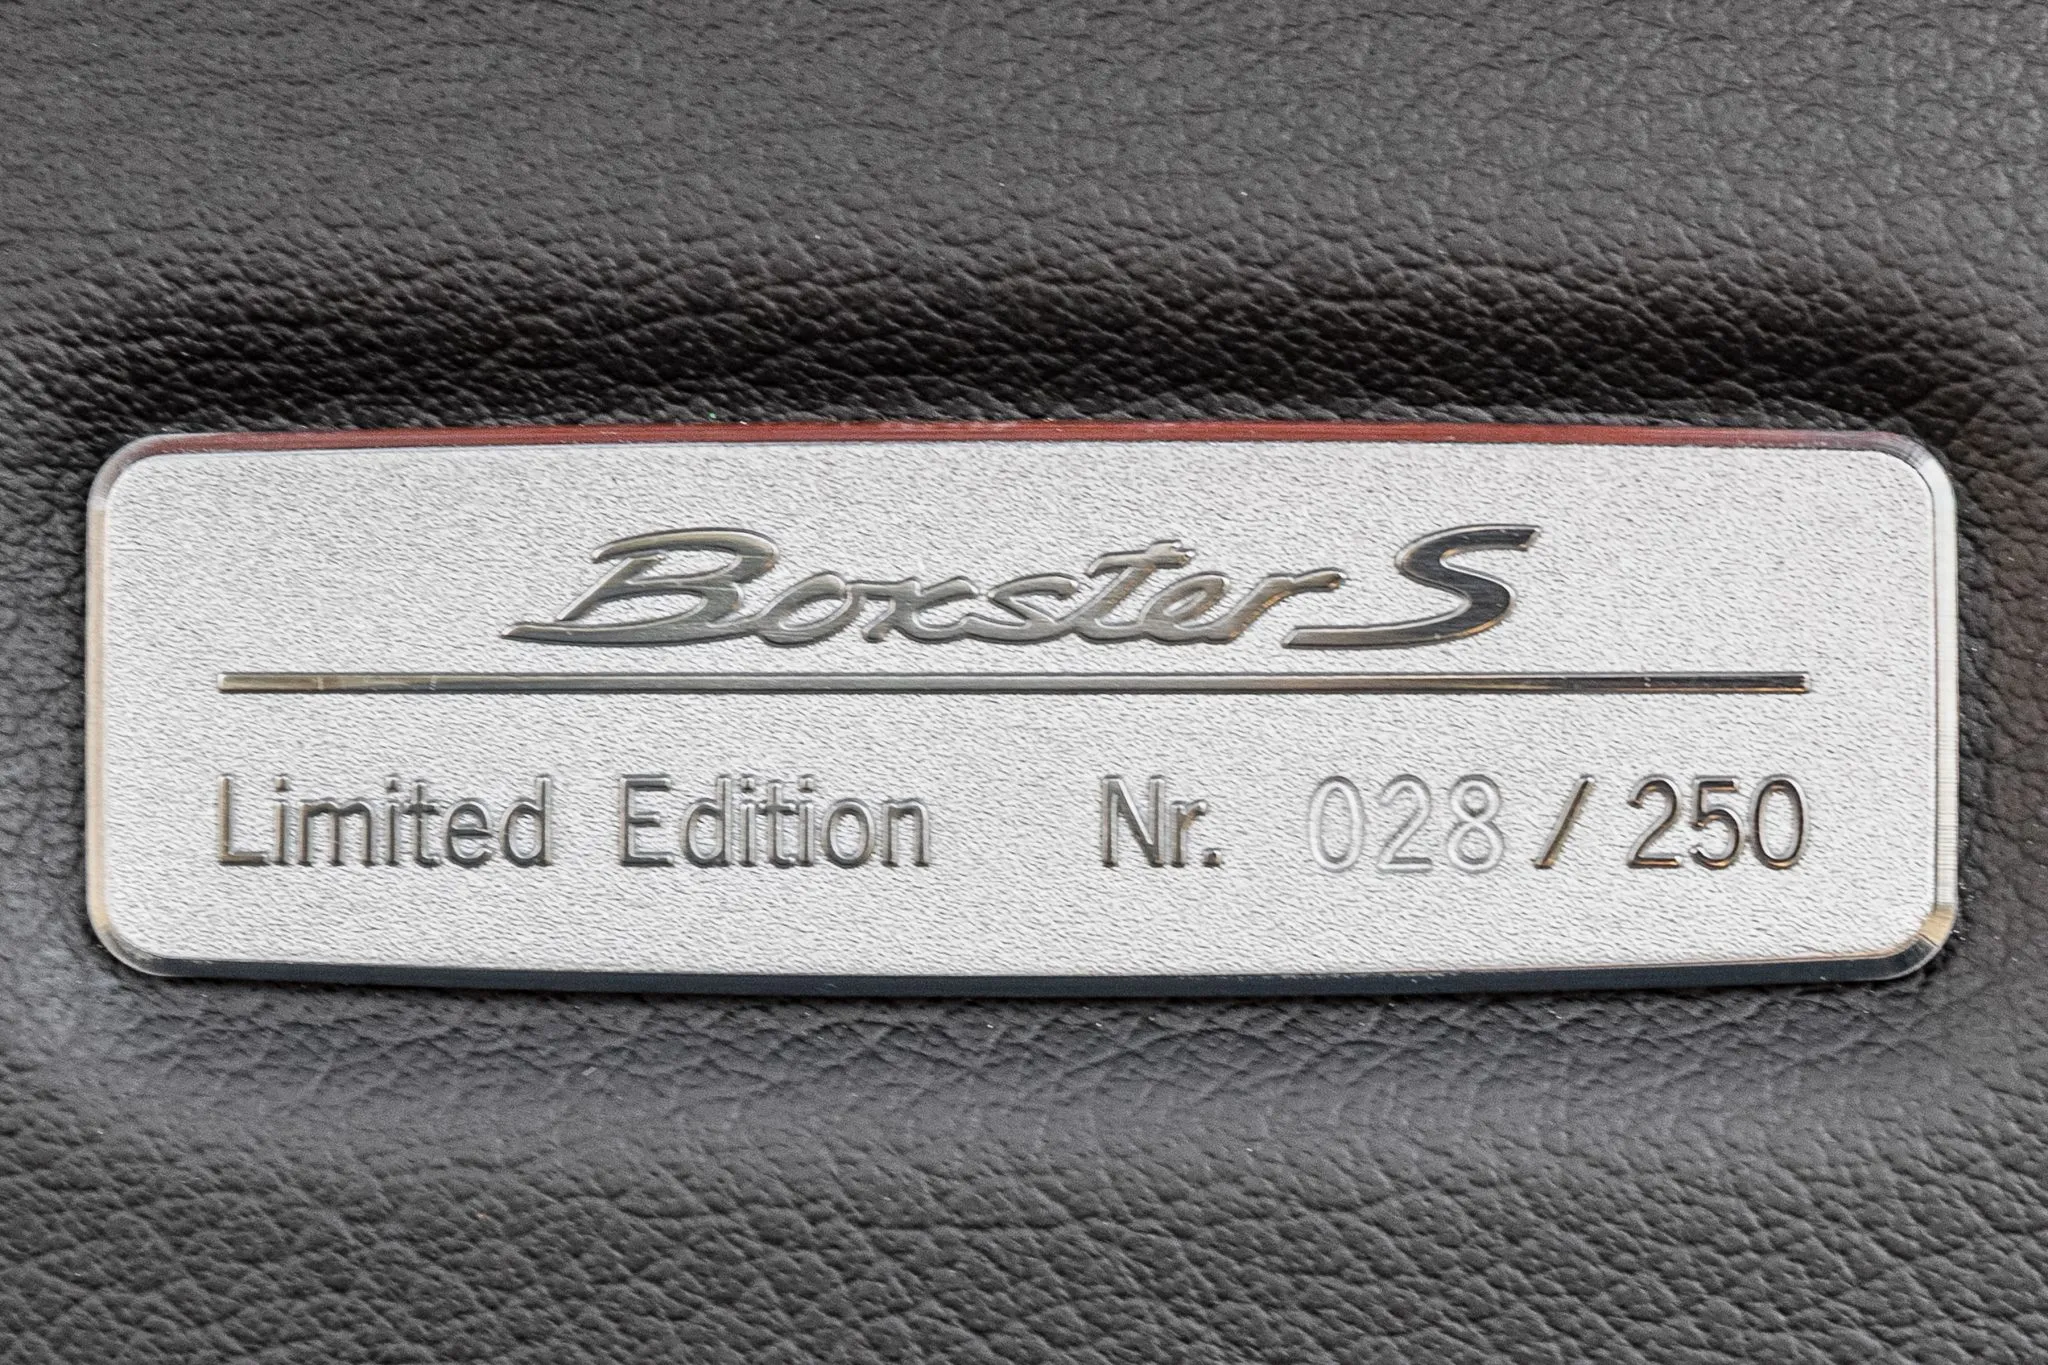 Boxster S
Limited Edition Nr. 028 / 250